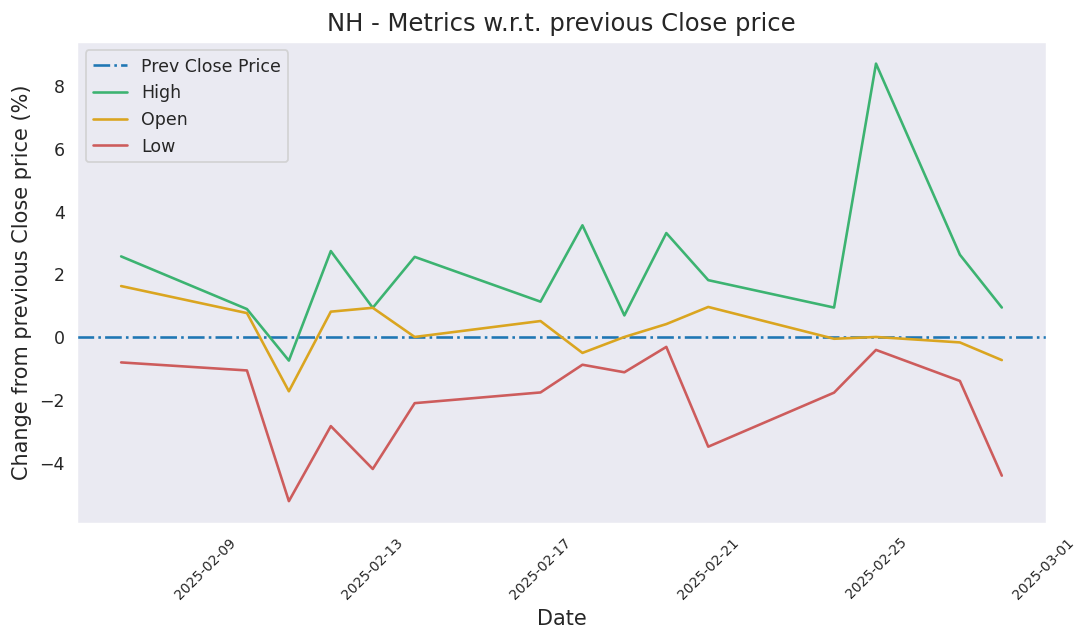 NH - Metrics w.r.t. previous Close price
Prev Close Price
High
Open
Low
Change from previous Close price (%)
8
6
4
2
0
−2
−4
2025-02-09
2025-02-13
2025-02-17
2025-02-21
2025-02-25
2025-03-01
Date